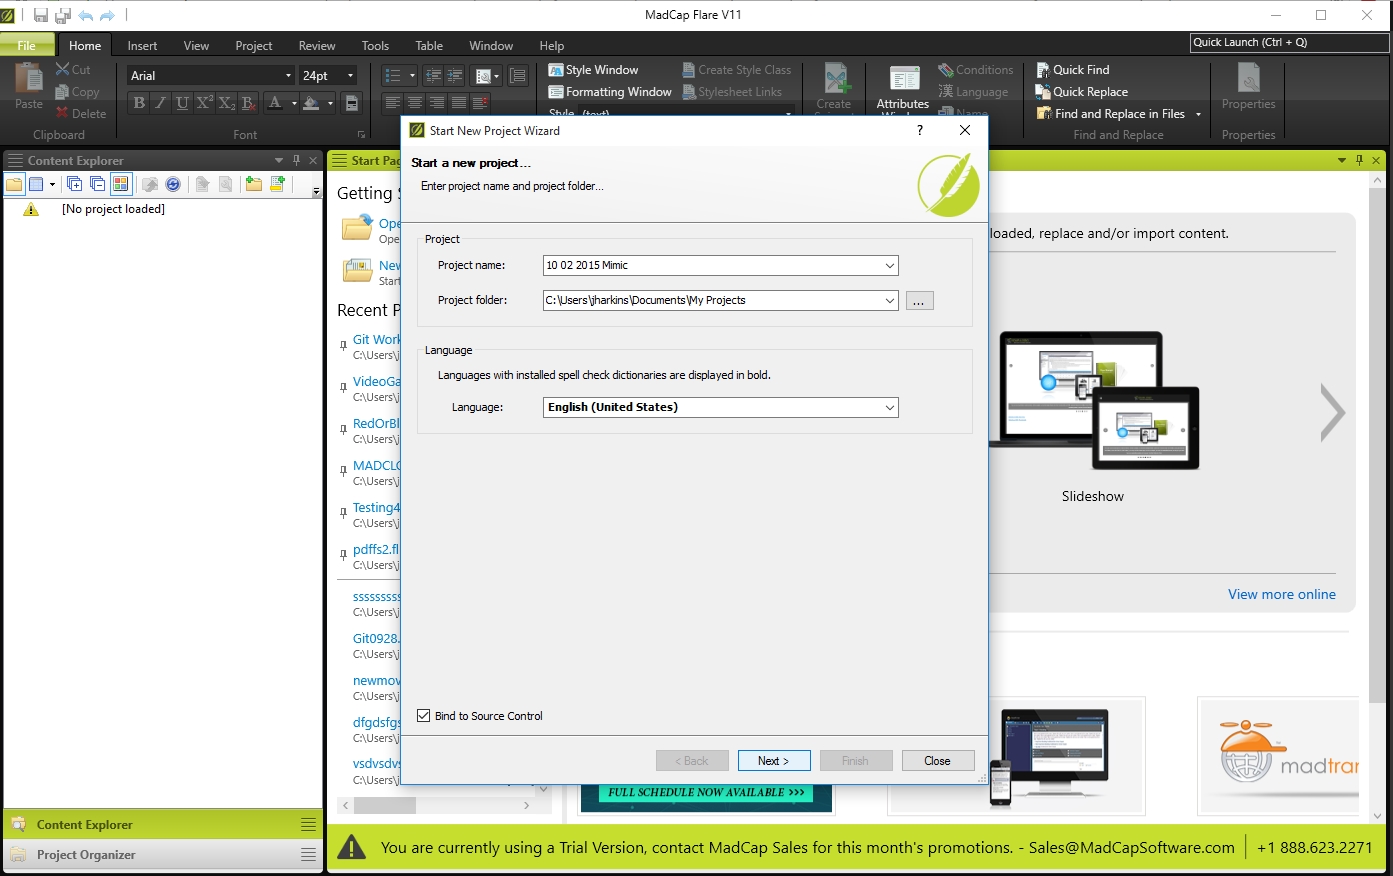 MadCap Flare V11
File Home Insert View Project Review Tools Table Window Help
Quick Launch (Ctrl + Q)
Paste
Cut
Copy
Delete
Clipboard
Arial 24pt
B I U X² X₂ B
A
Font
Style Window
Formatting Window
Style (text)
Create Style Class
Stylesheet Links
Create
Attributes
Conditions
Language
Name
Quick Find
Quick Replace
Find and Replace in Files
Find and Replace
Properties
Properties
Content Explorer
[No project loaded]
Start Pag
Getting S
Ope
Ope
New
Start
Recent P
Git Work
C:\Users\j
VideoGa
C:\Users\j
RedOrBl
C:\Users\j
MADCLO
C:\Users\j
Testing4
C:\Users\j
pdffs2.fl
C:\Users\j
sssssssss
C:\Users\j
Git0928.
C:\Users\j
newmov
C:\Users\j
dfgdsfgs
C:\Users\j
vsdvsdvs
C:\Users\j
Start New Project Wizard
? 
Start a new project...
Enter project name and project folder...
Project
Project name: 10 02 2015 Mimic
Project folder: C:\Users\jharkins\Documents\My Projects ...
Language
Languages with installed spell check dictionaries are displayed in bold.
Language: English (United States)
Bind to Source Control
< Back Next > Finish Close
loaded, replace and/or import content.
Slideshow
View more online
FULL SCHEDULE NOW AVAILABLE >>>
madtran
Content Explorer
Project Organizer
You are currently using a Trial Version, contact MadCap Sales for this month's promotions. - Sales@MadCapSoftware.com +1 888.623.2271